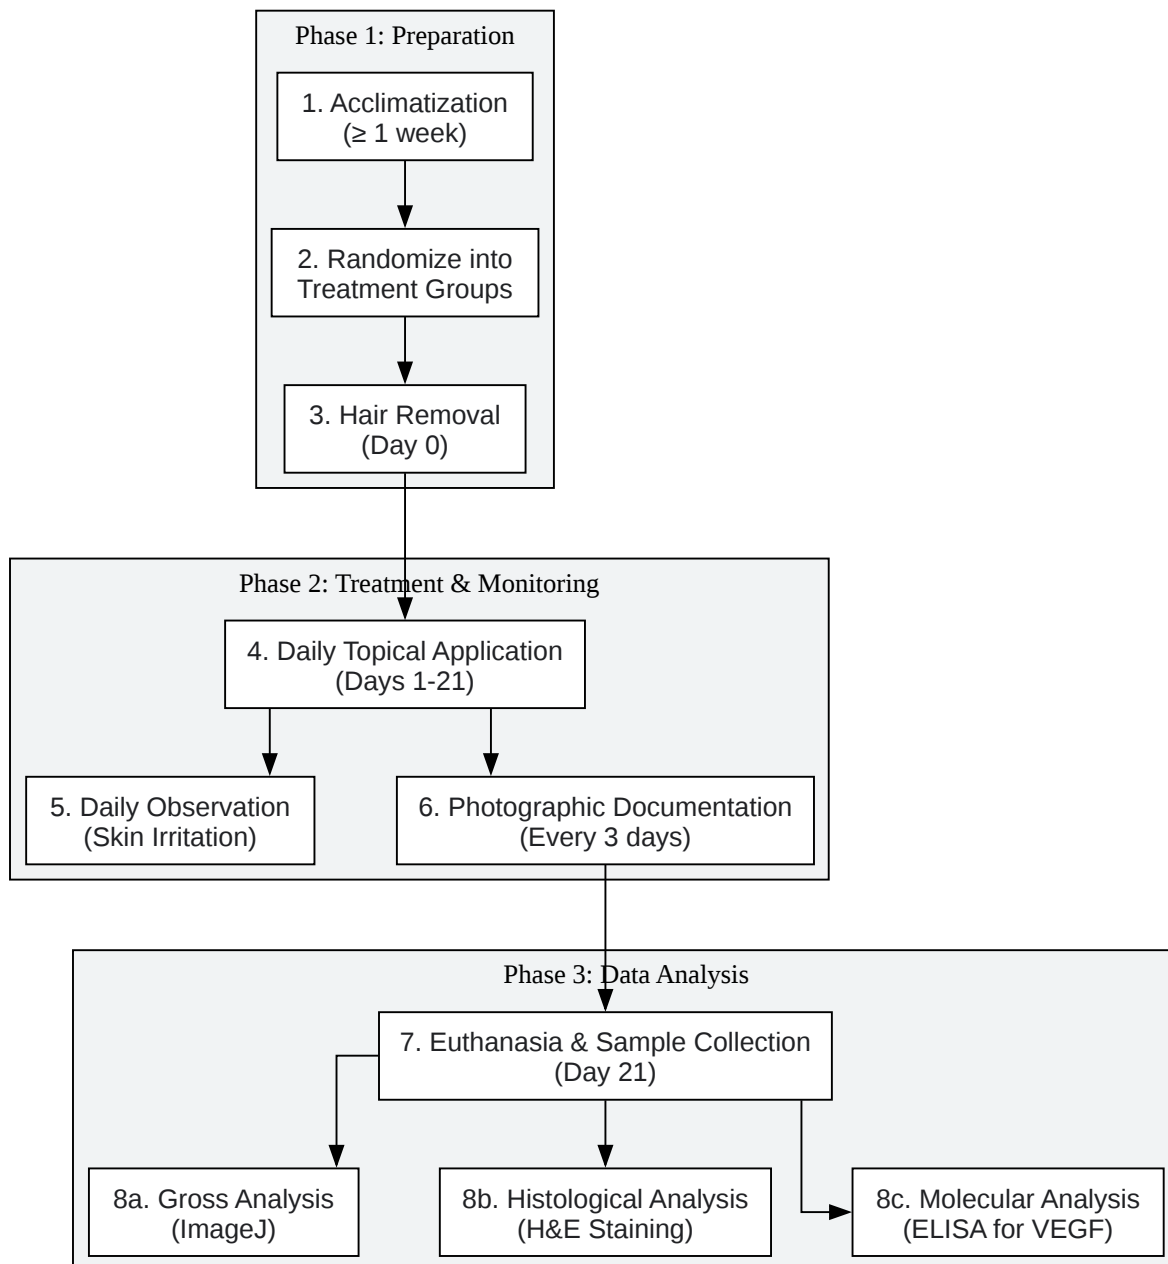 Phase 1: Preparation
1. Acclimatization
(≥ 1 week)
2. Randomize into
Treatment Groups
3. Hair Removal
(Day 0)
Phase 2: Treatment & Monitoring
4. Daily Topical Application
(Days 1-21)
5. Daily Observation
(Skin Irritation)
6. Photographic Documentation
(Every 3 days)
Phase 3: Data Analysis
7. Euthanasia & Sample Collection
(Day 21)
8a. Gross Analysis
(ImageJ)
8b. Histological Analysis
(H&E Staining)
8c. Molecular Analysis
(ELISA for VEGF)